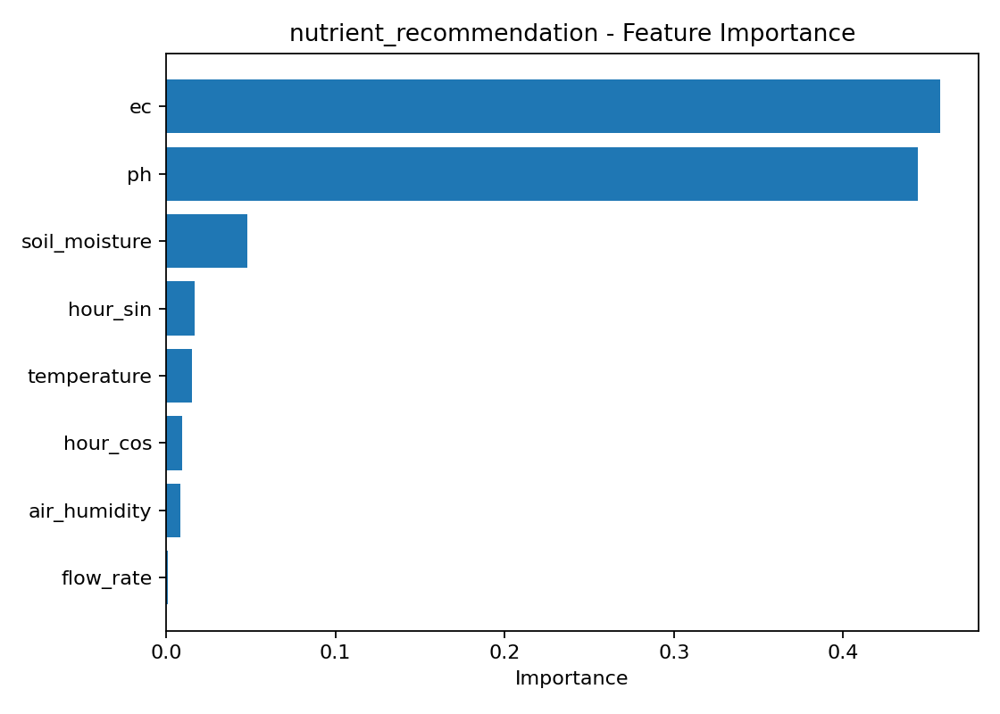 nutrient_recommendation - Feature Importance
ec
ph
soil_moisture
hour_sin
temperature
hour_cos
air_humidity
flow_rate
0.0 0.1 0.2 0.3 0.4
Importance